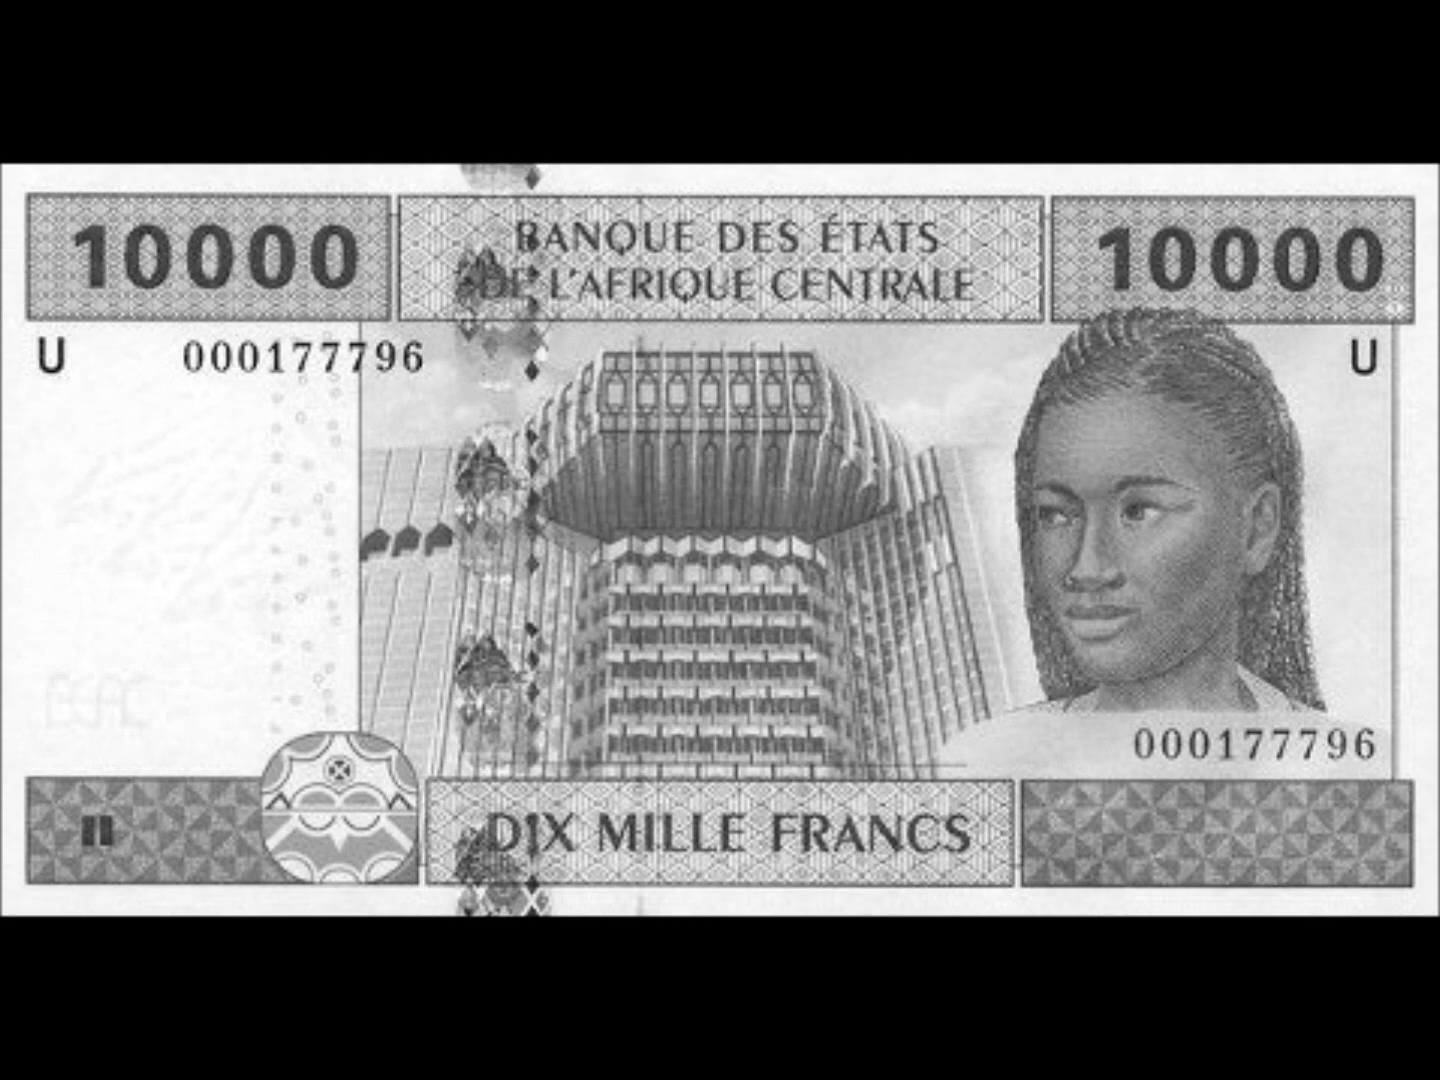 10000
BANQUE DES ÉTATS
DE L'AFRIQUE CENTRALE
10000
U
000177796
U
000177796
DIX MILLE FRANCS